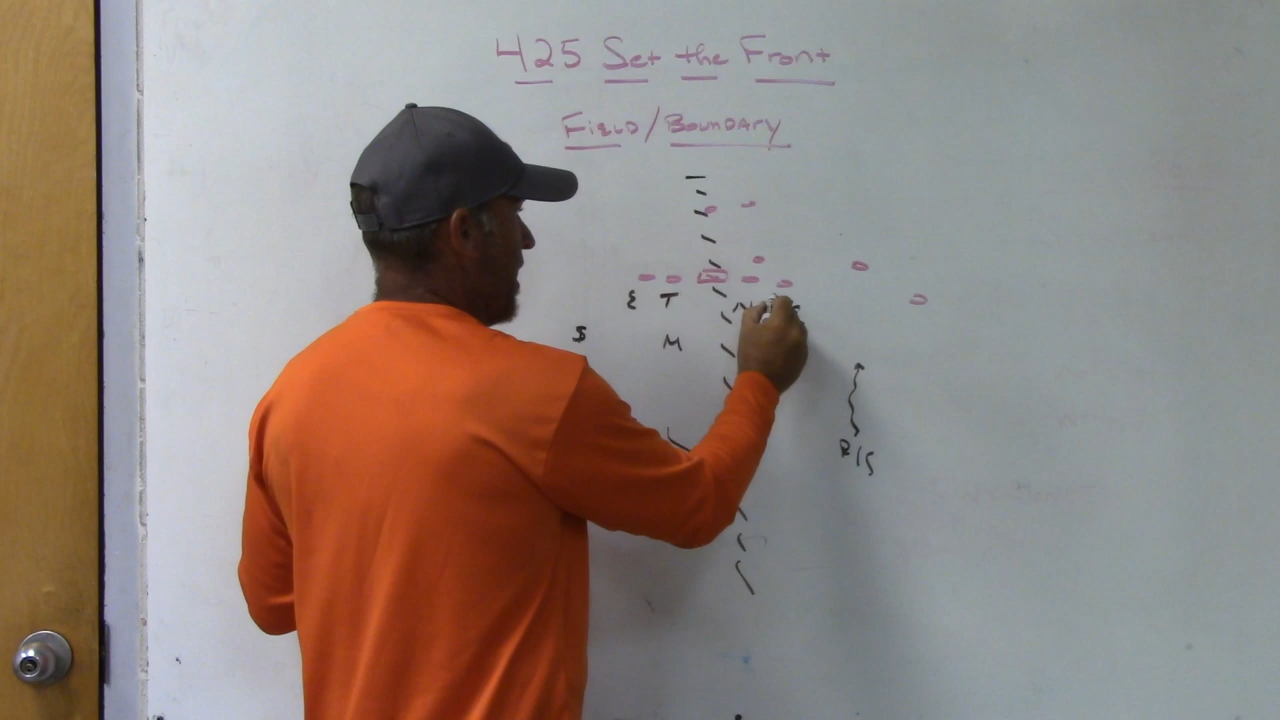 425 Set the Front
Field/Boundary
E T N
$ M
R/S